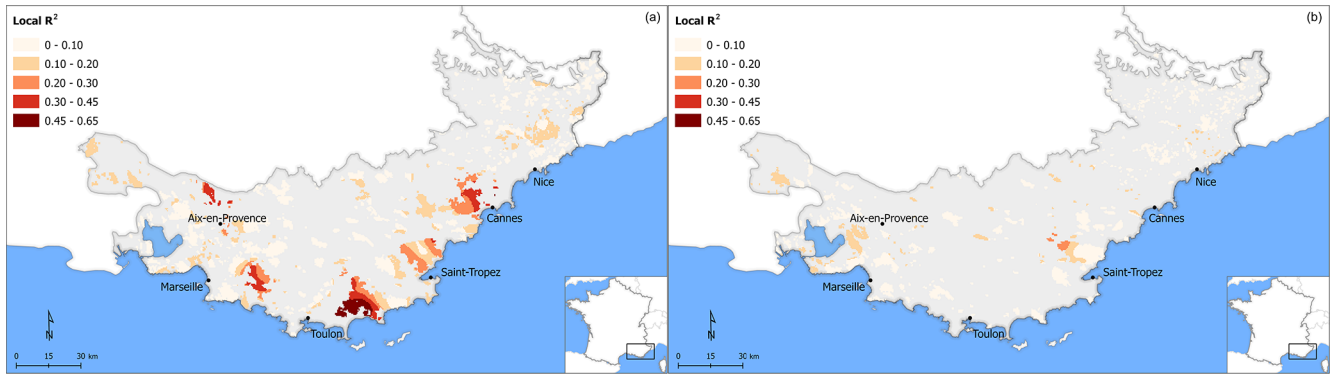 Local R²
(a)
0 - 0.10
0.10 - 0.20
0.20 - 0.30
0.30 - 0.45
0.45 - 0.65
Nice
Cannes
Aix-en-Provence
Saint-Tropez
Marseille
Toulon
N
0 15 30 km
Local R²
(b)
0 - 0.10
0.10 - 0.20
0.20 - 0.30
0.30 - 0.45
0.45 - 0.65
Nice
Cannes
Aix-en-Provence
Saint-Tropez
Marseille
Toulon
N
0 15 30 km